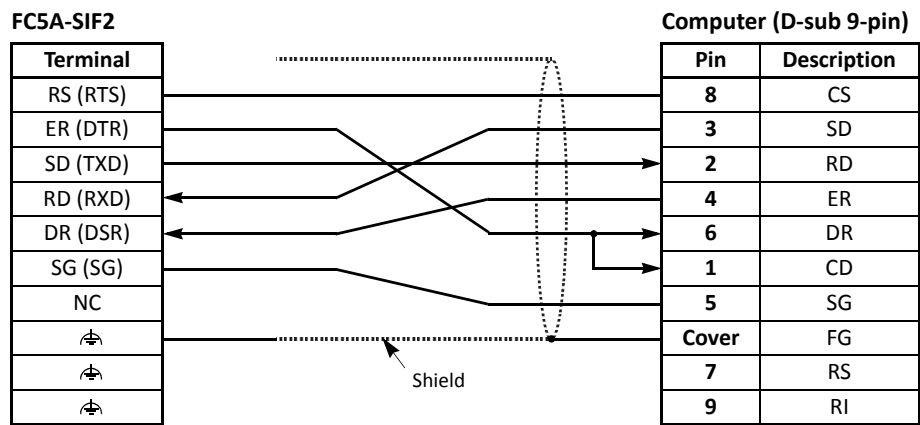 FC5A-SIF2 Computer (D-sub 9-pin)
Terminal Pin Description
RS (RTS) 8 CS
ER (DTR) 3 SD
SD (TXD) 2 RD
RD (RXD) 4 ER
DR (DSR) 6 DR
SG (SG) 1 CD
NC 5 SG
Cover FG
Shield 7 RS
9 RI